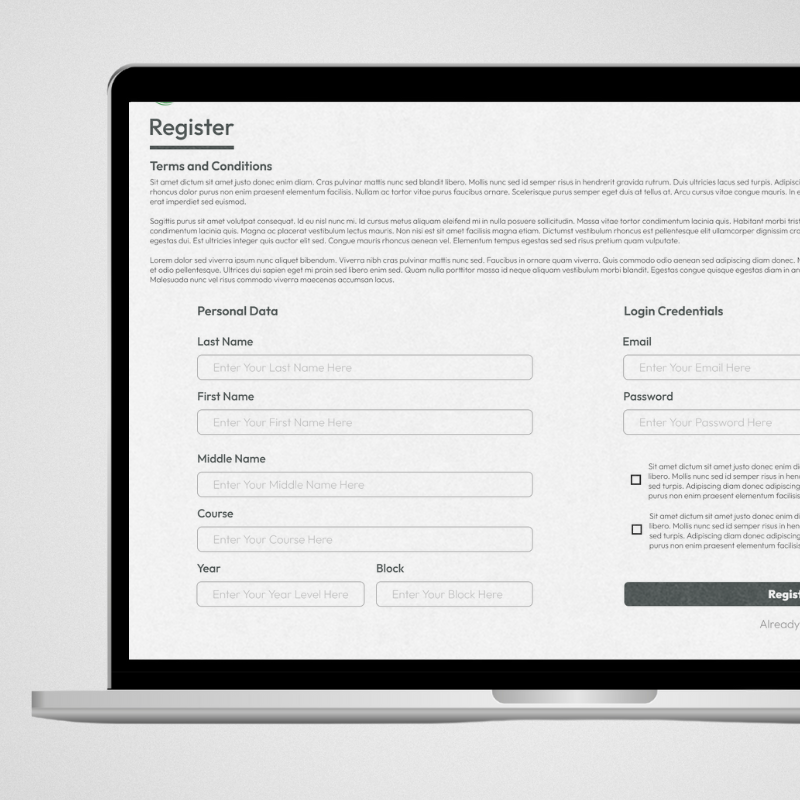 Register
Terms and Conditions
Sit amet dictum sit amet justo donec enim diam. Cras pulvinar mattis nunc sed blandit libero. Mollis nunc sed id semper risus in hendrerit gravida rutrum. Duis ultricies lacus sed turpis. Adipisci
rhoncus dolor purus non enim praesent elementum facilisis. Nullam ac tortor vitae purus faucibus ornare. Scelerisque purus semper eget duis at tellus at. Arcu cursus vitae congue mauris. In e
erat imperdiet sed euismod.
Sagittis purus sit amet volutpat consequat. Id eu nisl nunc mi. Id cursus metus aliquam eleifend mi in nulla posuere sollicitudin. Massa vitae tortor condimentum lacinia quis. Habitant morbi trist
condimentum lacinia quis. Magna ac placerat vestibulum lectus mauris. Non nisi est sit amet facilisis magna etiam. Dictumst vestibulum rhoncus est pellentesque elit ullamcorper dignissim cra
egestas dui. Est ultricies integer quis auctor elit sed. Congue mauris rhoncus aenean vel. Elementum tempus egestas sed sed risus pretium quam vulputate.
Lorem dolor sed viverra ipsum nunc aliquet bibendum. Viverra nibh cras pulvinar mattis nunc sed. Faucibus in ornare quam viverra. Quis commodo odio aenean sed adipiscing diam donec. N
et odio pellentesque. Ultrices dui sapien eget mi proin sed libero enim sed. Quam nulla porttitor massa id neque aliquam vestibulum morbi blandit. Egestas congue quisque egestas diam in ar
Malesuada nunc vel risus commodo viverra maecenas accumsan lacus.
Personal Data
Last Name
Enter Your Last Name Here
First Name
Enter Your First Name Here
Middle Name
Enter Your Middle Name Here
Course
Enter Your Course Here
Year Block
Enter Your Year Level Here Enter Your Block Here
Login Credentials
Email
Enter Your Email Here
Password
Enter Your Password Here
Sit amet dictum sit amet justo donec enim di
libero. Mollis nunc sed id semper risus in hen
sed turpis. Adipiscing diam donec adipiscing
purus non enim praesent elementum facilisis
Sit amet dictum sit amet justo donec enim di
libero. Mollis nunc sed id semper risus in hen
sed turpis. Adipiscing diam donec adipiscing
purus non enim praesent elementum facilisis
Regist
Already